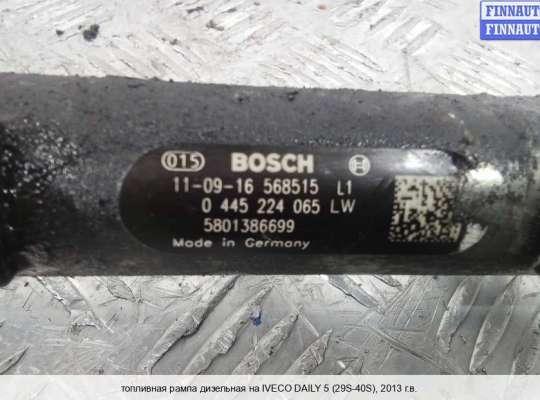 FINNAUTO
FINNAUTO
015 BOSCH
11-09-16 568515 L1
0 445 224 065 LW
5801386699
Made in Germany
топливная рампа дизельная на IVECO DAILY 5 (29S-40S), 2013 г.в.